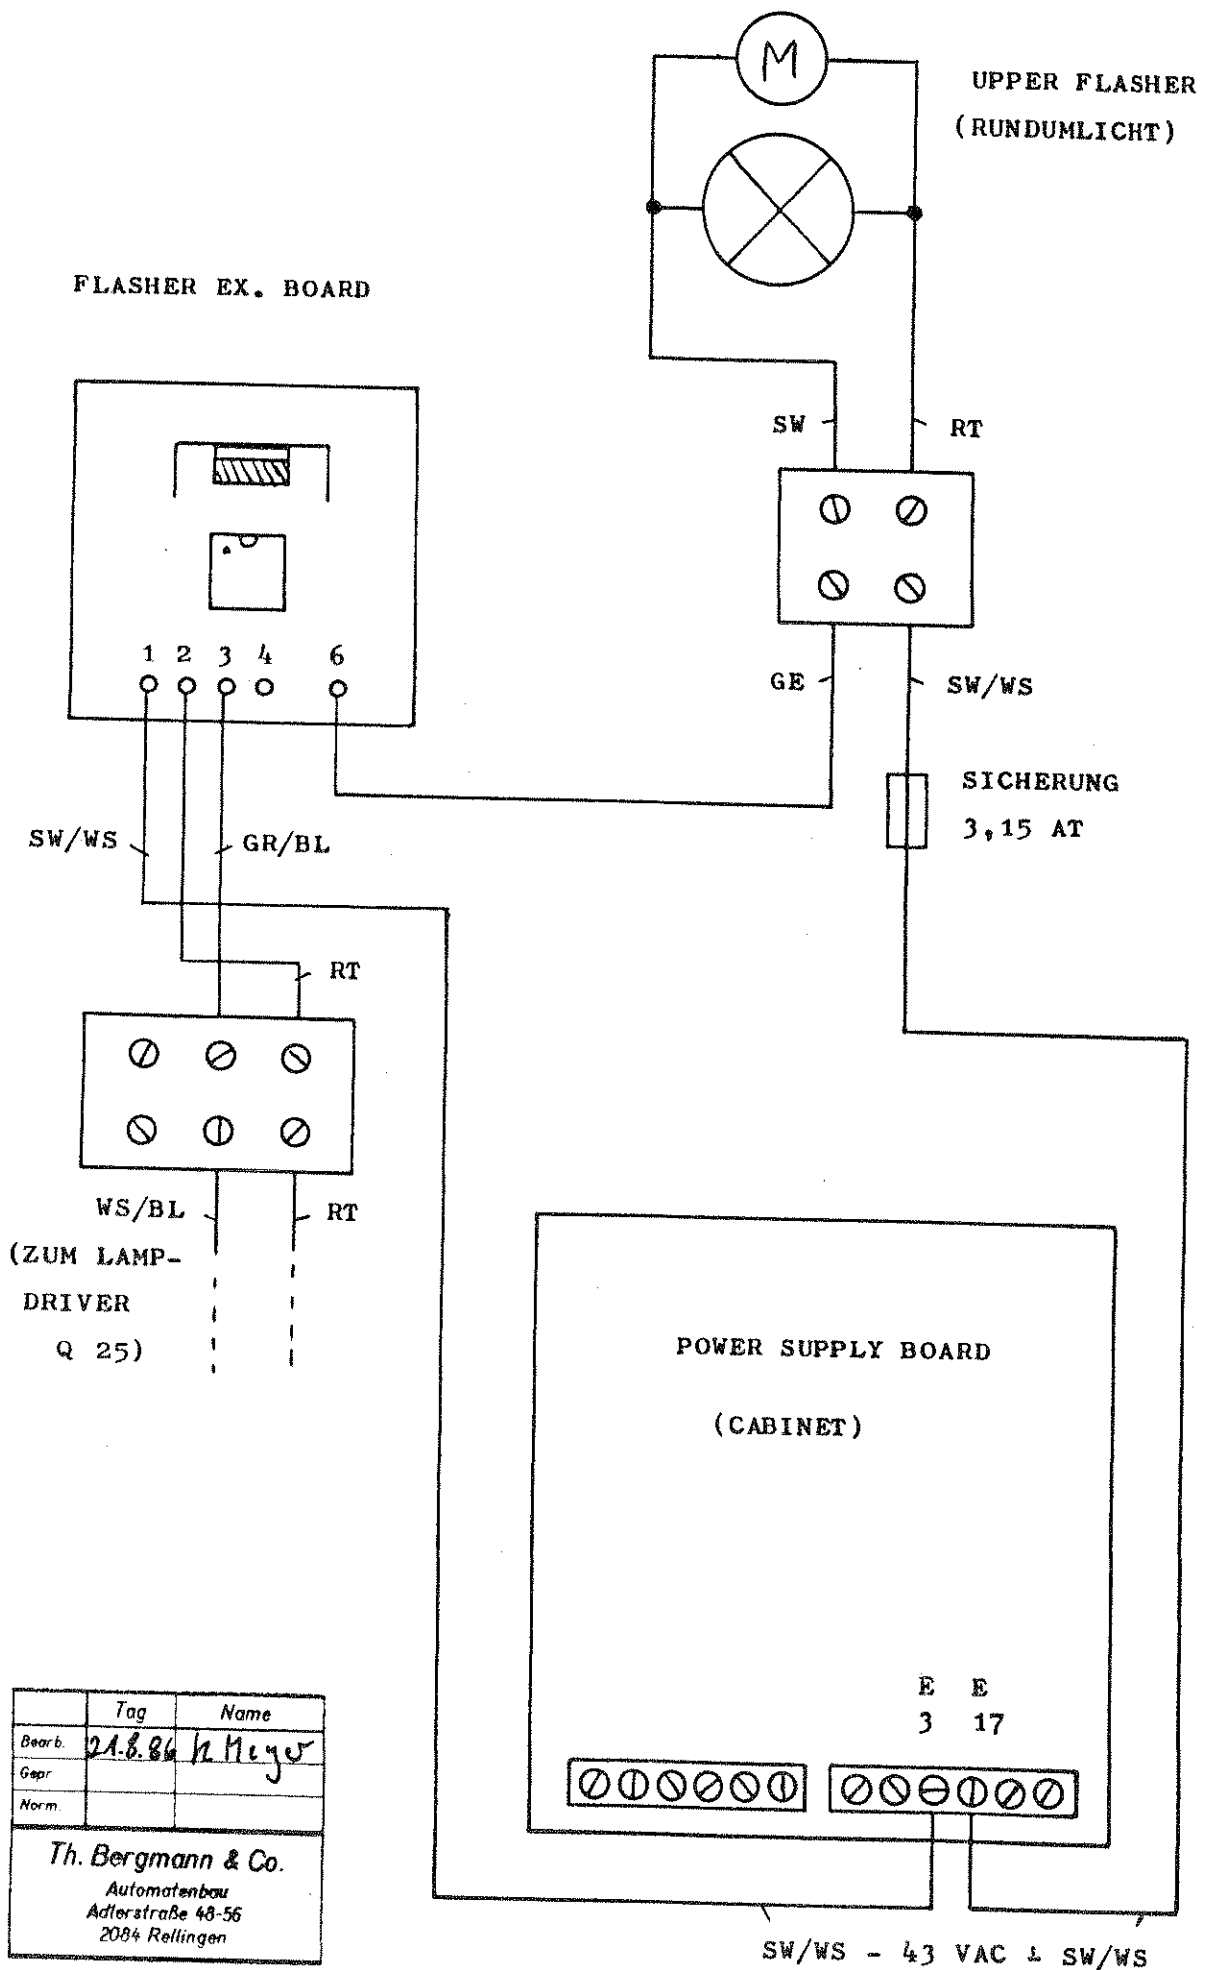 M
UPPER FLASHER
(RUNDUMLICHT)
FLASHER EX. BOARD
SW
RT
1 2 3 4 6
GE
SW/WS
SICHERUNG
3,15 AT
SW/WS
GR/BL
RT
WS/BL
RT
(ZUM LAMP-
DRIVER
Q 25)
POWER SUPPLY BOARD
(CABINET)
E E
3 17
Tag Name
Bearb. 21.8.86 Meyer
Gepr
Norm.
Th. Bergmann & Co.
Automatenbau
Adlerstraße 48-56
2084 Rellingen
SW/WS - 43 VAC ⊥ SW/WS